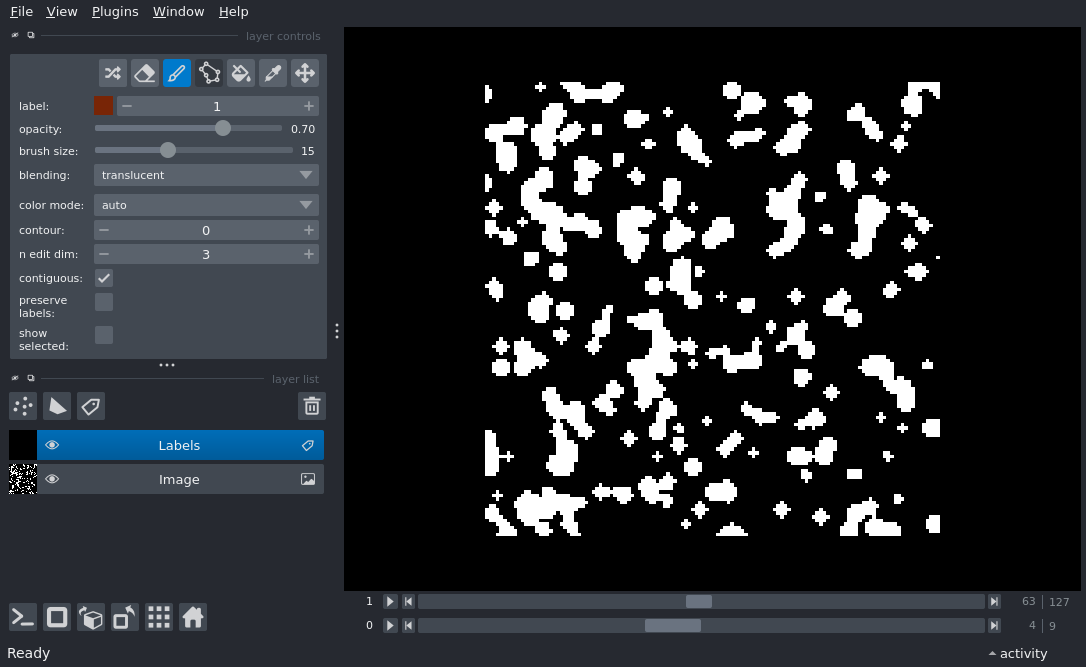 File View Plugins Window Help
layer controls
label: 1
opacity: 0.70
brush size: 15
blending: translucent
color mode: auto
contour: 0
n edit dim: 3
contiguous:
preserve
labels:
show
selected:
layer list
Labels
Image
1 63 127
0 4 9
Ready activity